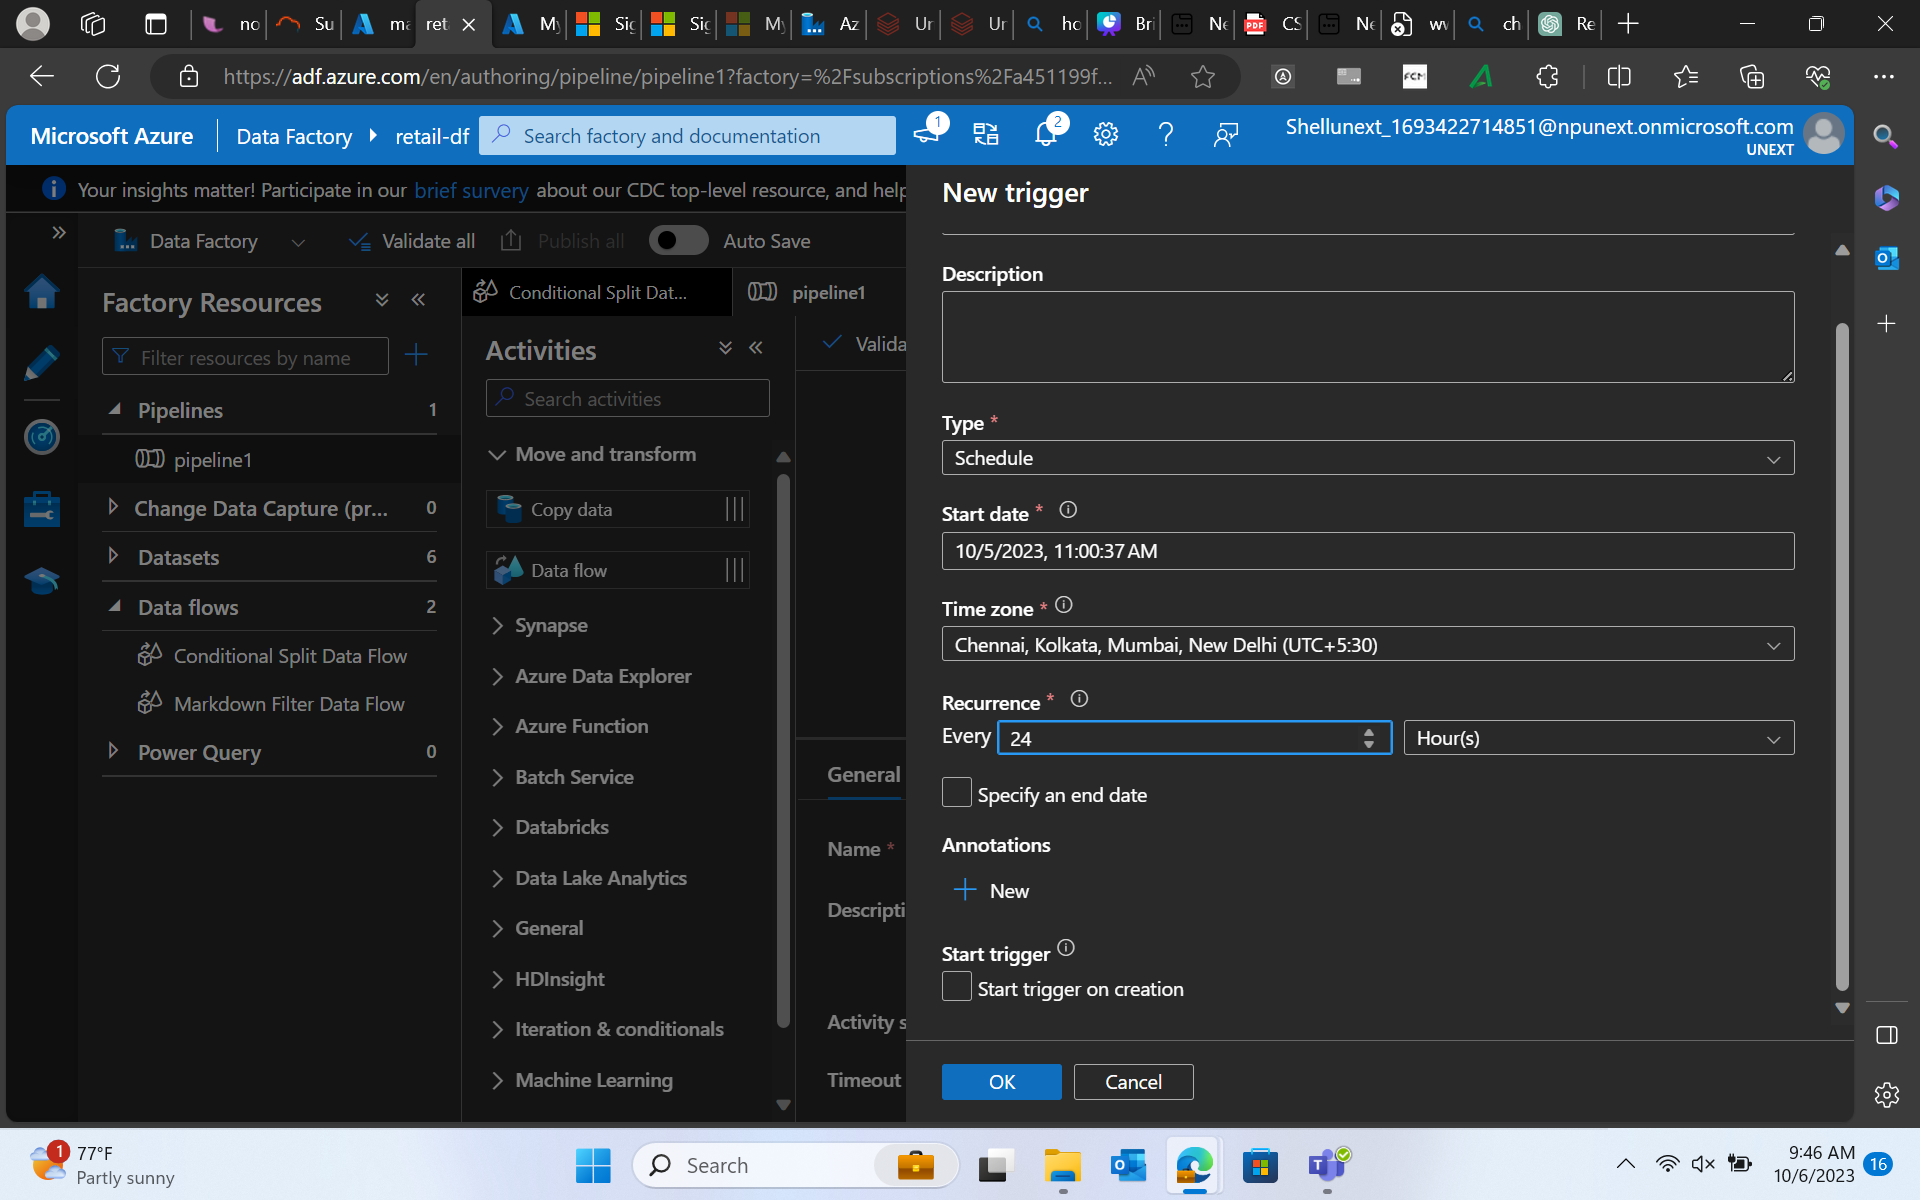 no
Su
ma
ret
My
Sig
Sig
My
Az
Ur
Ur
ho
Bri
Ne
CS
Ne
wv
ch
Re
https://adf.azure.com/en/authoring/pipeline/pipeline1?factory=%2Fsubscriptions%2Fa451199f...
FCM
Microsoft Azure
Data Factory
retail-df
Search factory and documentation
1
2
Shellunext_1693422714851@npunext.onmicrosoft.com
UNEXT
Your insights matter! Participate in our brief survery about our CDC top-level resource, and help
Data Factory
Validate all
Publish all
Auto Save
Factory Resources
Filter resources by name
Pipelines 1
pipeline1
Change Data Capture (pr... 0
Datasets 6
Data flows 2
Conditional Split Data Flow
Markdown Filter Data Flow
Power Query 0
Conditional Split Dat...
pipeline1
Activities
Search activities
Move and transform
Copy data
Data flow
Synapse
Azure Data Explorer
Azure Function
Batch Service
Databricks
Data Lake Analytics
General
HDInsight
Iteration & conditionals
Machine Learning
Valida
General
Name *
Descripti
Activity s
Timeout
New trigger
Description
Type *
Schedule
Start date *
10/5/2023, 11:00:37 AM
Time zone *
Chennai, Kolkata, Mumbai, New Delhi (UTC+5:30)
Recurrence *
Every 24 Hour(s)
Specify an end date
Annotations
New
Start trigger
Start trigger on creation
OK
Cancel
1
77°F
Partly sunny
Search
9:46 AM
10/6/2023
16